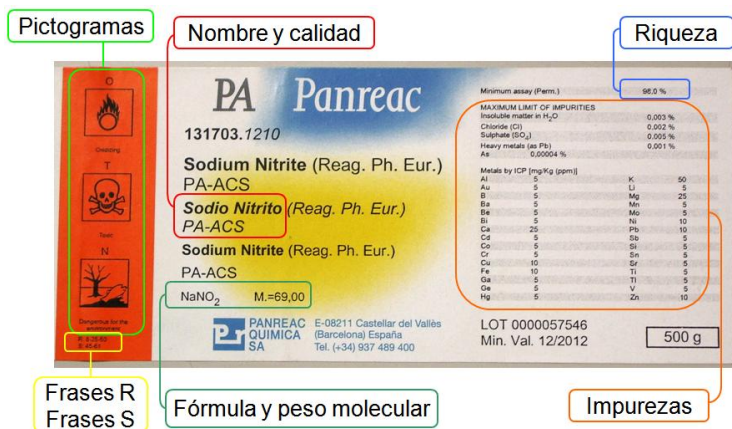 Pictogramas
Nombre y calidad
Riqueza
O
Oxidizing
T
Toxic
N
Dangerous for the
environment
R: 8-25-50
S: 45-61
PA Panreac
131703.1210
Sodium Nitrite (Reag. Ph. Eur.)
PA-ACS
Sodio Nitrito (Reag. Ph. Eur.)
PA-ACS
Sodium Nitrite (Reag. Ph. Eur.)
PA-ACS
NaNO₂ M.=69,00
PANREAC
QUIMICA
SA
E-08211 Castellar del Vallès
(Barcelona) España
Tel. (+34) 937 489 400
Minimum assay (Perm.) 98.0 %
MAXIMUM LIMIT OF IMPURITIES
Insoluble matter in H₂O 0,003 %
Chloride (Cl) 0,002 %
Sulphate (SO₄) 0,005 %
Heavy metals (as Pb) 0,001 %
As 0,00004 %
Metals by ICP [mg/Kg (ppm)]
Al 5 K 50
Au 5 Li 5
B 5 Mg 25
Ba 5 Mn 5
Be 5 Mo 5
Bi 5 Ni 10
Ca 25 Pb 10
Cd 5 Sb 5
Co 5 Si 5
Cr 5 Sn 5
Cu 10 Sr 5
Fe 10 Ti 5
Ga 5 Tl 5
Ge 5 V 5
Hg 5 Zn 10
LOT 0000057546
Min. Val. 12/2012
500 g
Frases R
Frases S
Fórmula y peso molecular
Impurezas